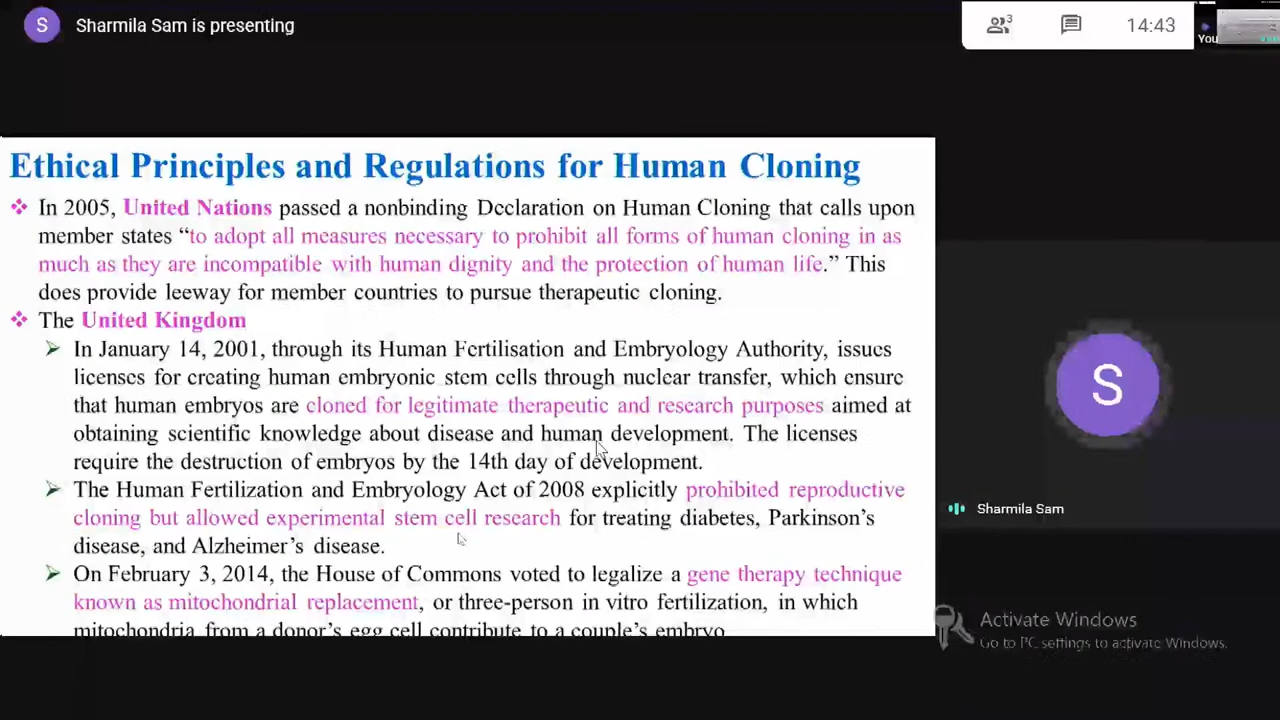 S
Sharmila Sam is presenting
3
14:43
You
Ethical Principles and Regulations for Human Cloning
❖ In 2005, United Nations passed a nonbinding Declaration on Human Cloning that calls upon
member states “to adopt all measures necessary to prohibit all forms of human cloning in as
much as they are incompatible with human dignity and the protection of human life.” This
does provide leeway for member countries to pursue therapeutic cloning.
❖ The United Kingdom
➢ In January 14, 2001, through its Human Fertilisation and Embryology Authority, issues
licenses for creating human embryonic stem cells through nuclear transfer, which ensure
that human embryos are cloned for legitimate therapeutic and research purposes aimed at
obtaining scientific knowledge about disease and human development. The licenses
require the destruction of embryos by the 14th day of development.
➢ The Human Fertilization and Embryology Act of 2008 explicitly prohibited reproductive
cloning but allowed experimental stem cell research for treating diabetes, Parkinson’s
disease, and Alzheimer’s disease.
➢ On February 3, 2014, the House of Commons voted to legalize a gene therapy technique
known as mitochondrial replacement, or three-person in vitro fertilization, in which
mitochondria from a donor’s egg cell contribute to a couple’s embryo
S
Sharmila Sam
Activate Windows
Go to PC settings to activate Windows.